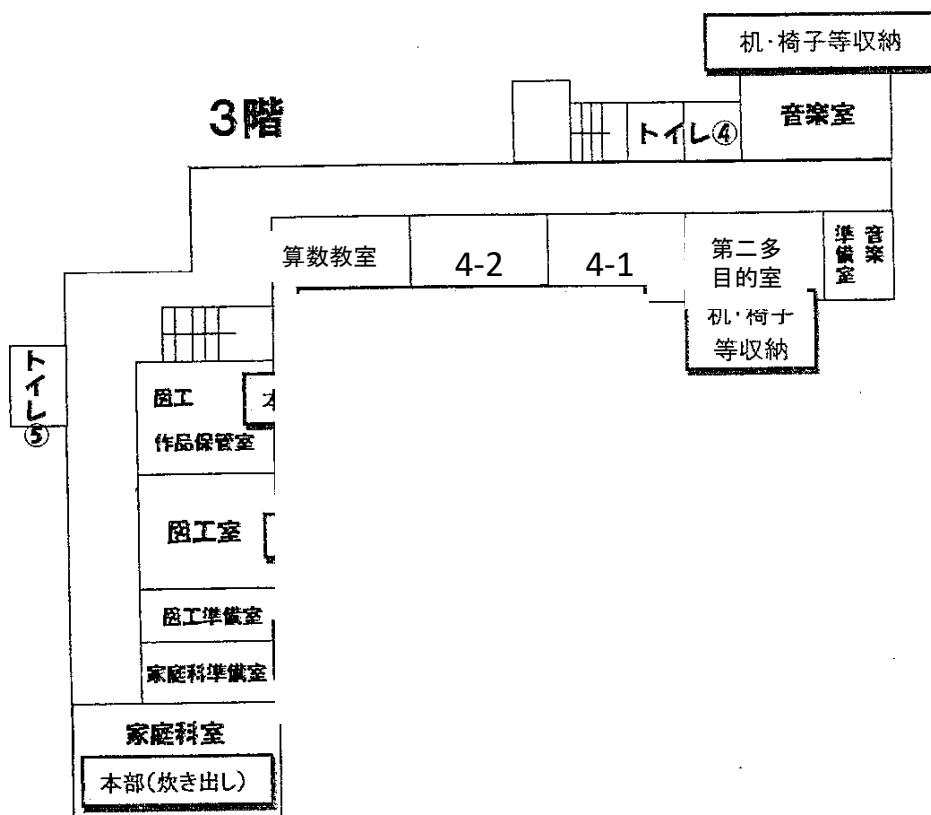 机・椅子等収納
3階
トイレ④
音楽室
算数教室
4-2
4-1
第二多
目的室
音楽
準備室
机・椅子
等収納
トイレ⑤
図工
作品保管室
図工室
図工準備室
家庭科準備室
家庭科室
本部(炊き出し)